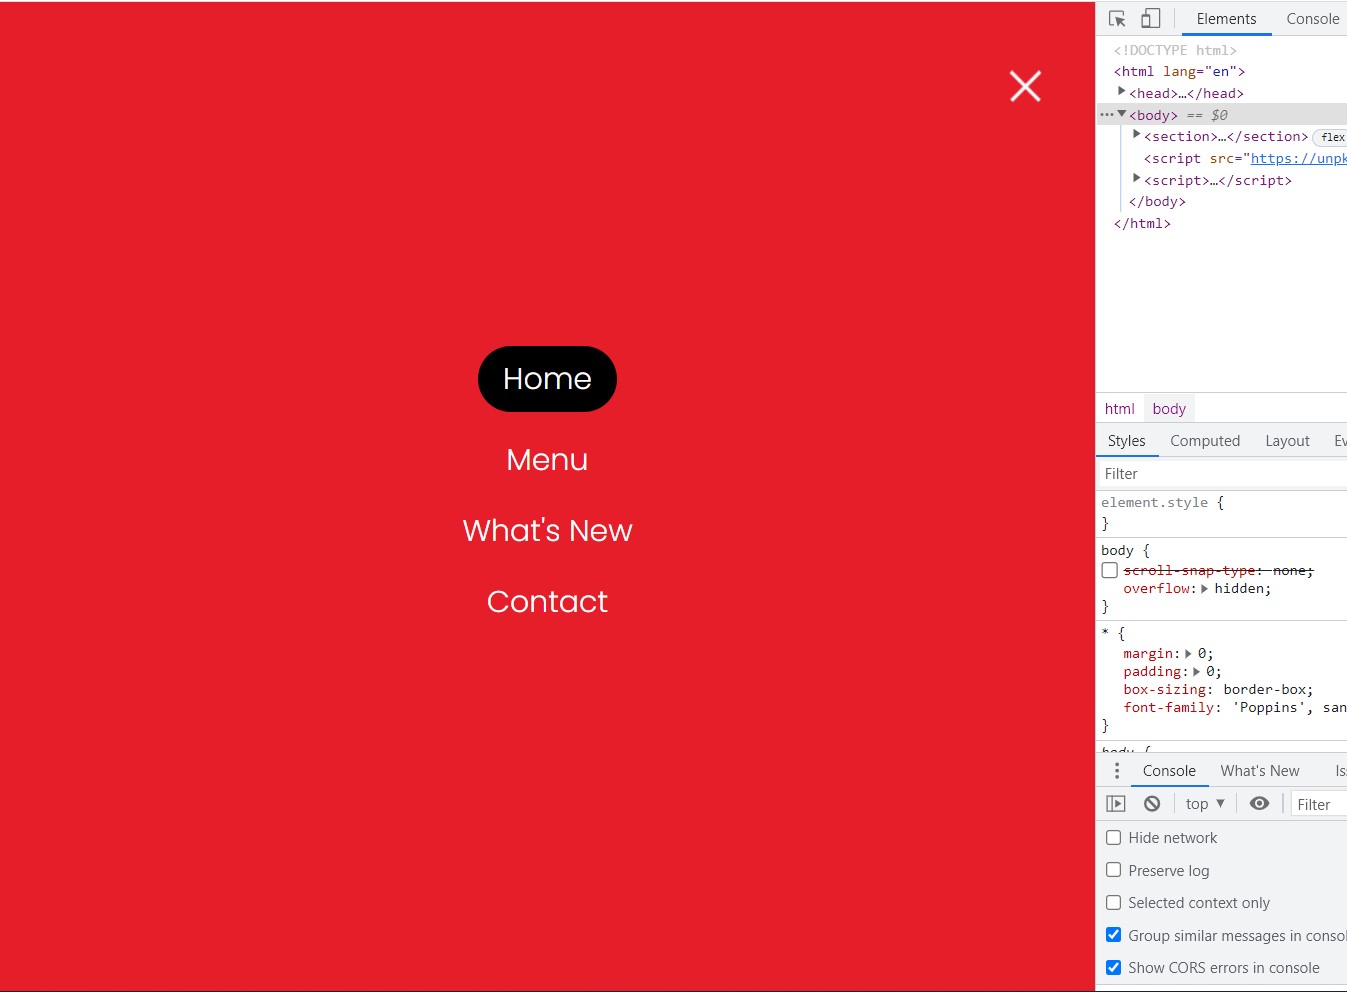 Home
Menu
What's New
Contact
Elements Console
<!DOCTYPE html>
<html lang="en">
<head>…</head>
<body> == $0
<section>…</section> flex
<script src="https://unpk
<script>…</script>
</body>
</html>
html body
Styles Computed Layout Ev
Filter
element.style {
}
body {
scroll-snap-type: none;
overflow: hidden;
}
* {
margin: 0;
padding: 0;
box-sizing: border-box;
font-family: 'Poppins', san
}
body {
Console What's New Is
top Filter
Hide network
Preserve log
Selected context only
Group similar messages in consol
Show CORS errors in console